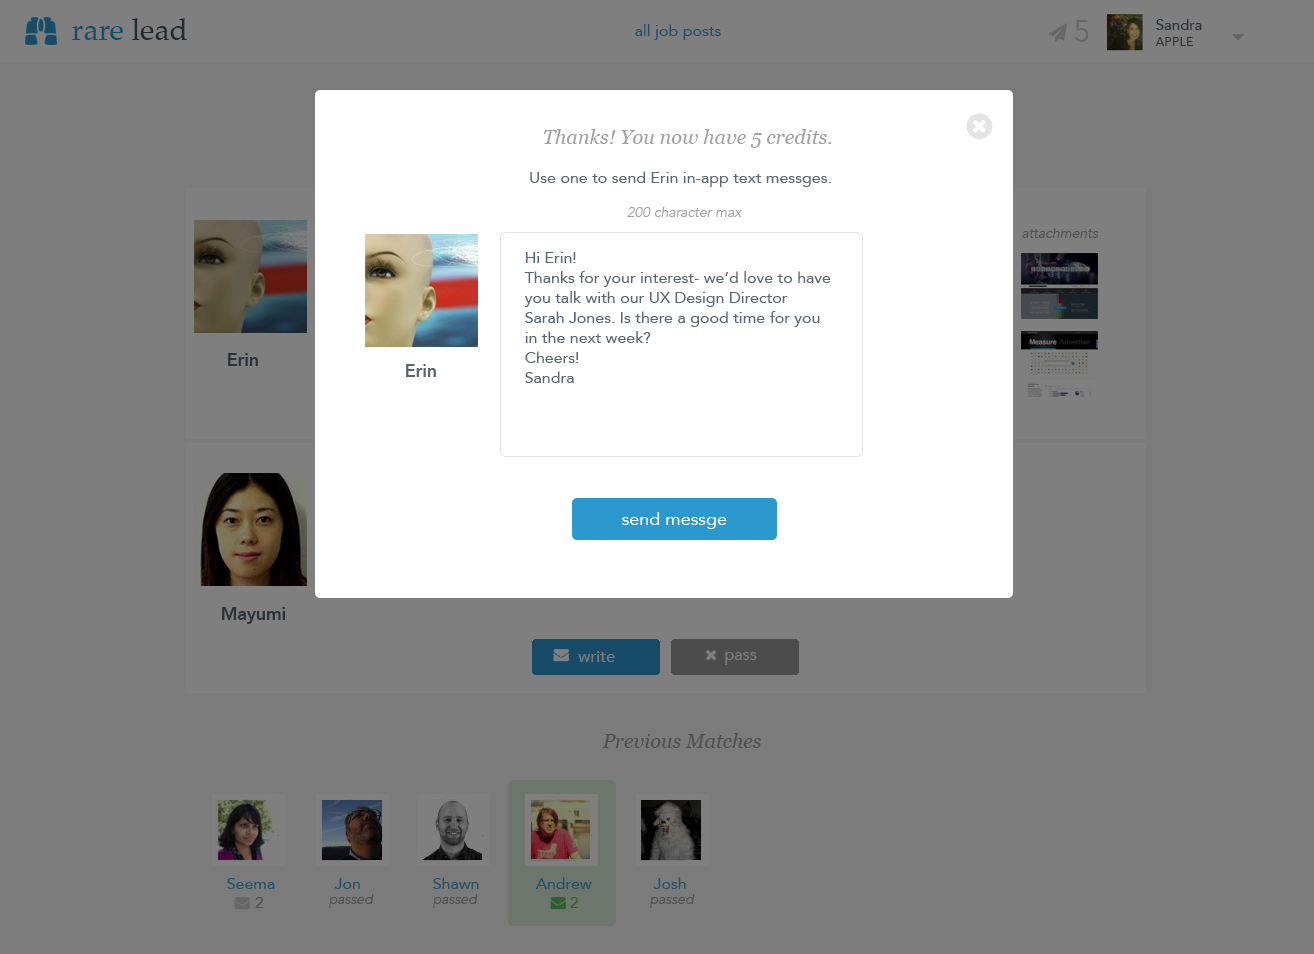 rare lead
all job posts
5
Sandra
APPLE
Thanks! You now have 5 credits.
Use one to send Erin in-app text messges.
200 character max
Hi Erin!
Thanks for your interest- we’d love to have
you talk with our UX Design Director
Sarah Jones. Is there a good time for you
in the next week?
Cheers!
Sandra
Erin
Erin
send messge
attachments
Measure Advertise
Mayumi
write
pass
Previous Matches
Seema
2
Jon
passed
Shawn
passed
Andrew
2
Josh
passed